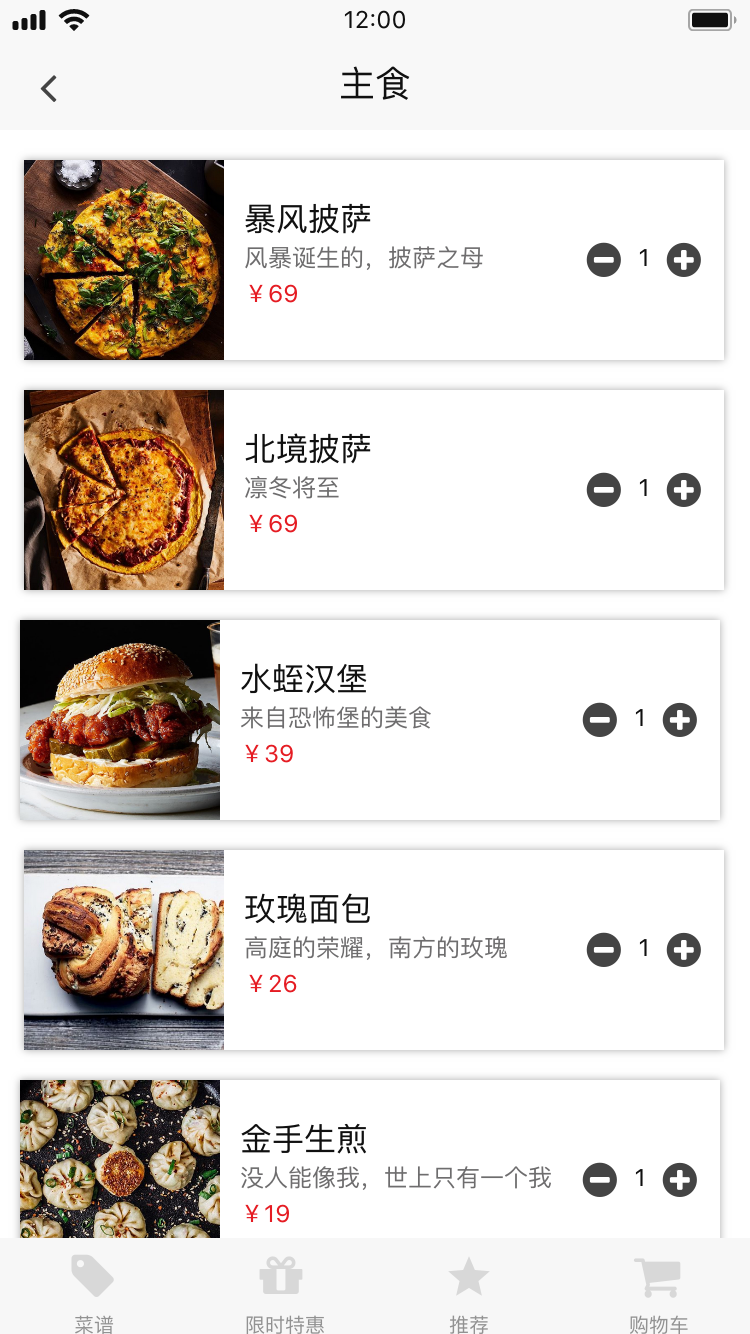 12:00
主食
暴风披萨
风暴诞生的，披萨之母
1
￥69
北境披萨
凛冬将至
1
￥69
水蛭汉堡
来自恐怖堡的美食
1
￥39
玫瑰面包
高庭的荣耀，南方的玫瑰
1
￥26
金手生煎
没人能像我，世上只有一个我
1
￥19
菜谱
限时特惠
推荐
购物车